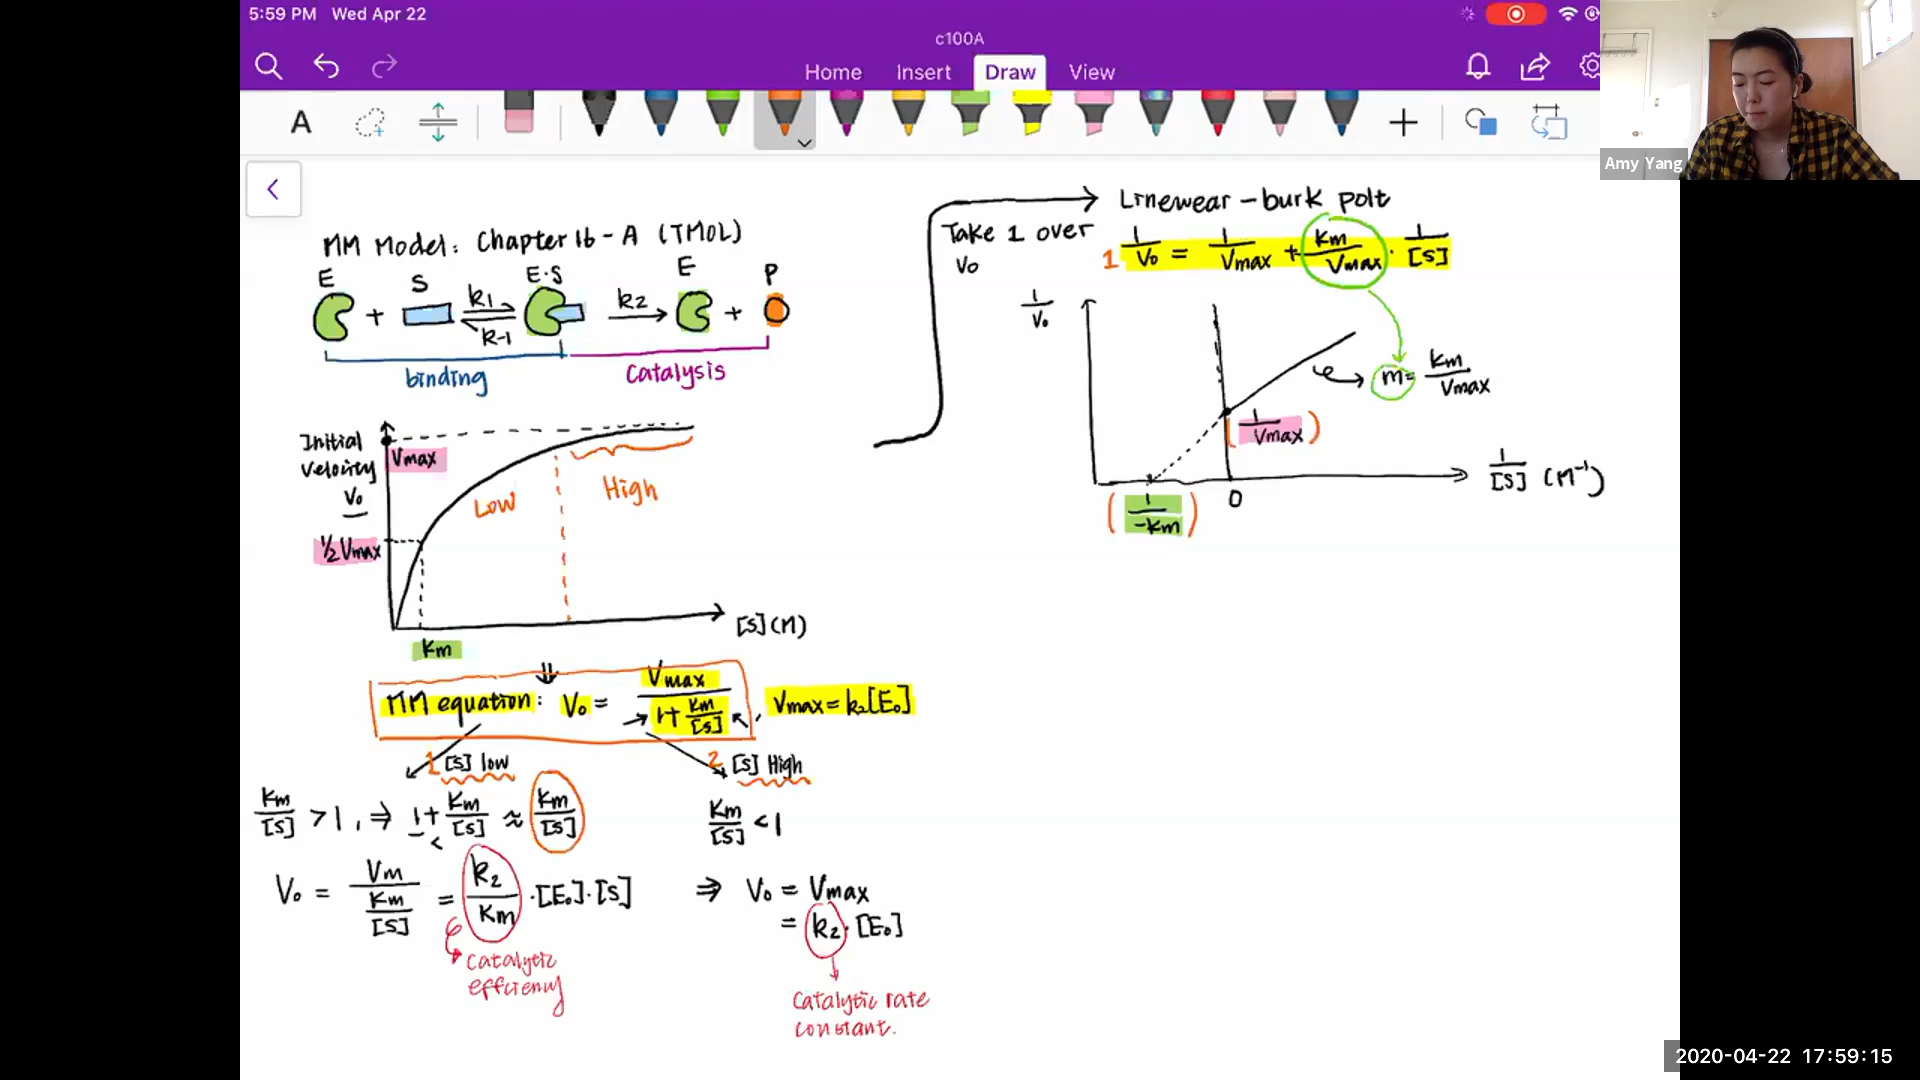 5:59 PM Wed Apr 22
c100A
Home Insert Draw View
A
Amy Yang
MM Model: Chapter 16-A (TMOL)
E S E·S E P
+ k1 k-1 k2 +
binding
Catalysis
Initial velocity V₀
Vmax
1/2 Vmax
Low
High
Km
[S](M)
MM equation: V₀ = Vmax / (1+ Km/[S]) , Vmax = k₂[E₀]
1 [S] low
2 [S] High
Km/[S] > 1, ⇒ 1+ Km/[S] ≈ Km/[S]
<
Km/[S] < 1
V₀ = Vm / (Km/[S]) = k₂/Km ·[E₀]·[S]
⇒ V₀ = Vmax
= k₂·[E₀]
Catalytic
efficiency
Catalytic rate
constant.
Take 1 over
V₀
Linewear-burk polt
1 1/V₀ = 1/Vmax + Km/Vmax · 1/[S]
1/V₀
m= Km/Vmax
(1/Vmax)
1/[S] (M⁻¹)
(1/-Km)
0
2020-04-22 17:59:15